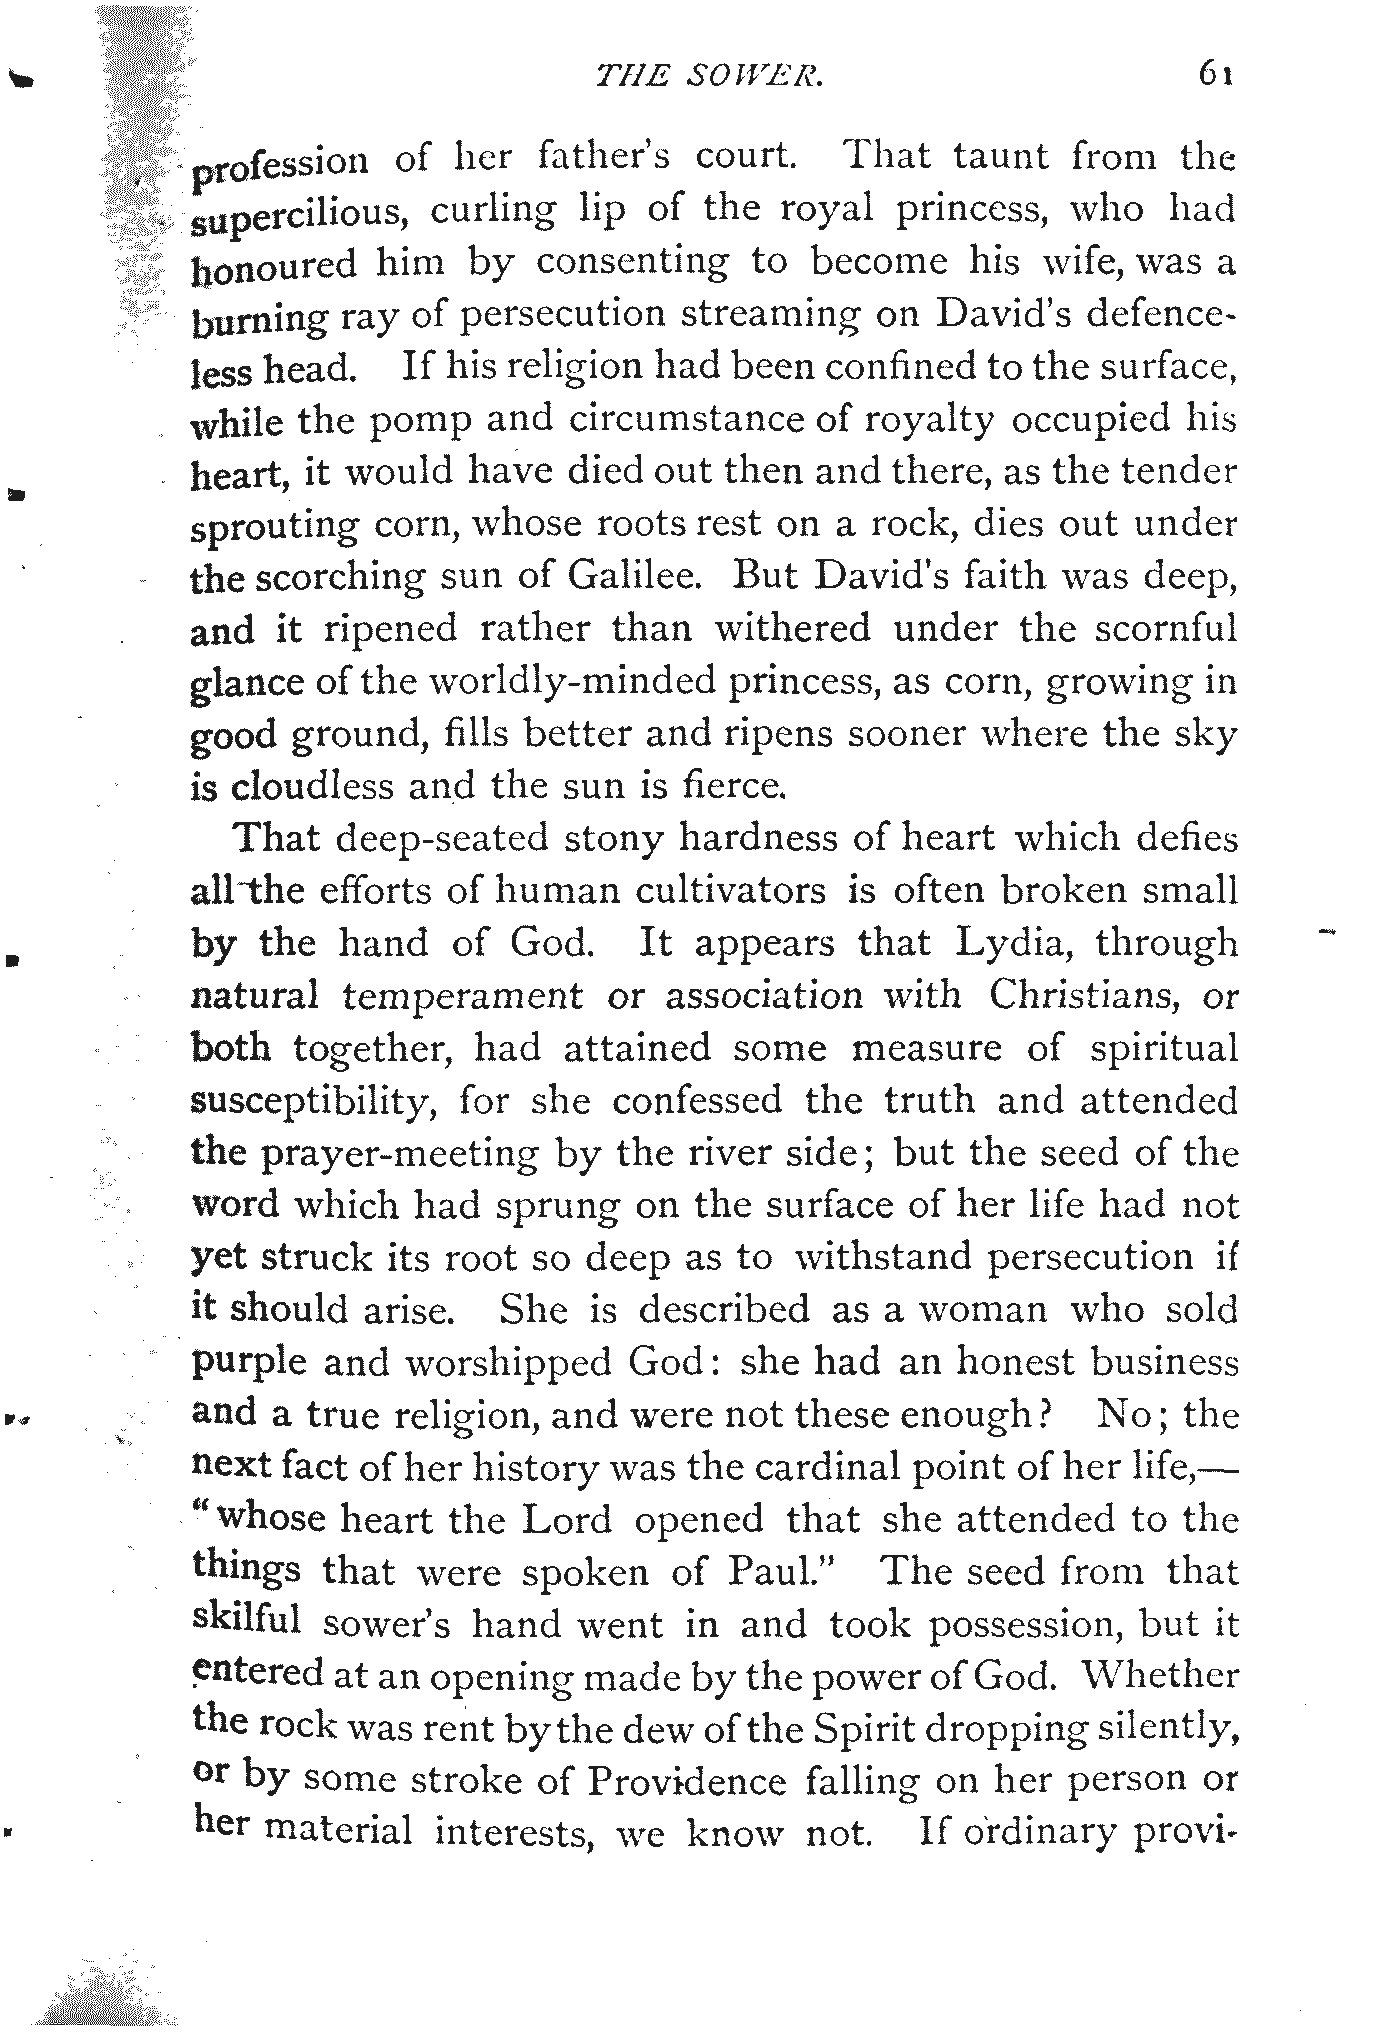 THE SOWER. 61
profession of her father's court. That taunt from the
supercilious, curling lip of the royal princess, who had
honoured him by consenting to become his wife, was a
burning ray of persecution streaming on David's defence-
less head. If his religion had been confined to the surface,
while the pomp and circumstance of royalty occupied his
heart, it would have died out then and there, as the tender
sprouting corn, whose roots rest on a rock, dies out under
the scorching sun of Galilee. But David's faith was deep,
and it ripened rather than withered under the scornful
glance of the worldly-minded princess, as corn, growing in
good ground, fills better and ripens sooner where the sky
is cloudless and the sun is fierce.
That deep-seated stony hardness of heart which defies
all the efforts of human cultivators is often broken small
by the hand of God. It appears that Lydia, through
natural temperament or association with Christians, or
both together, had attained some measure of spiritual
susceptibility, for she confessed the truth and attended
the prayer-meeting by the river side; but the seed of the
word which had sprung on the surface of her life had not
yet struck its root so deep as to withstand persecution if
it should arise. She is described as a woman who sold
purple and worshipped God: she had an honest business
and a true religion, and were not these enough? No; the
next fact of her history was the cardinal point of her life,—
"whose heart the Lord opened that she attended to the
things that were spoken of Paul." The seed from that
skilful sower's hand went in and took possession, but it
entered at an opening made by the power of God. Whether
the rock was rent by the dew of the Spirit dropping silently,
or by some stroke of Providence falling on her person or
her material interests, we know not. If ordinary provi-